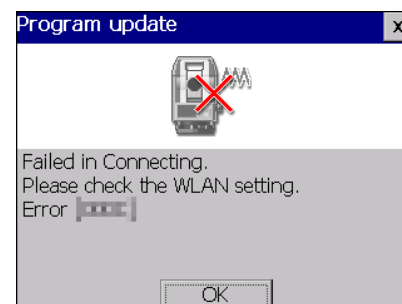 Program update
x
Failed in Connecting.
Please check the WLAN setting.
Error
OK